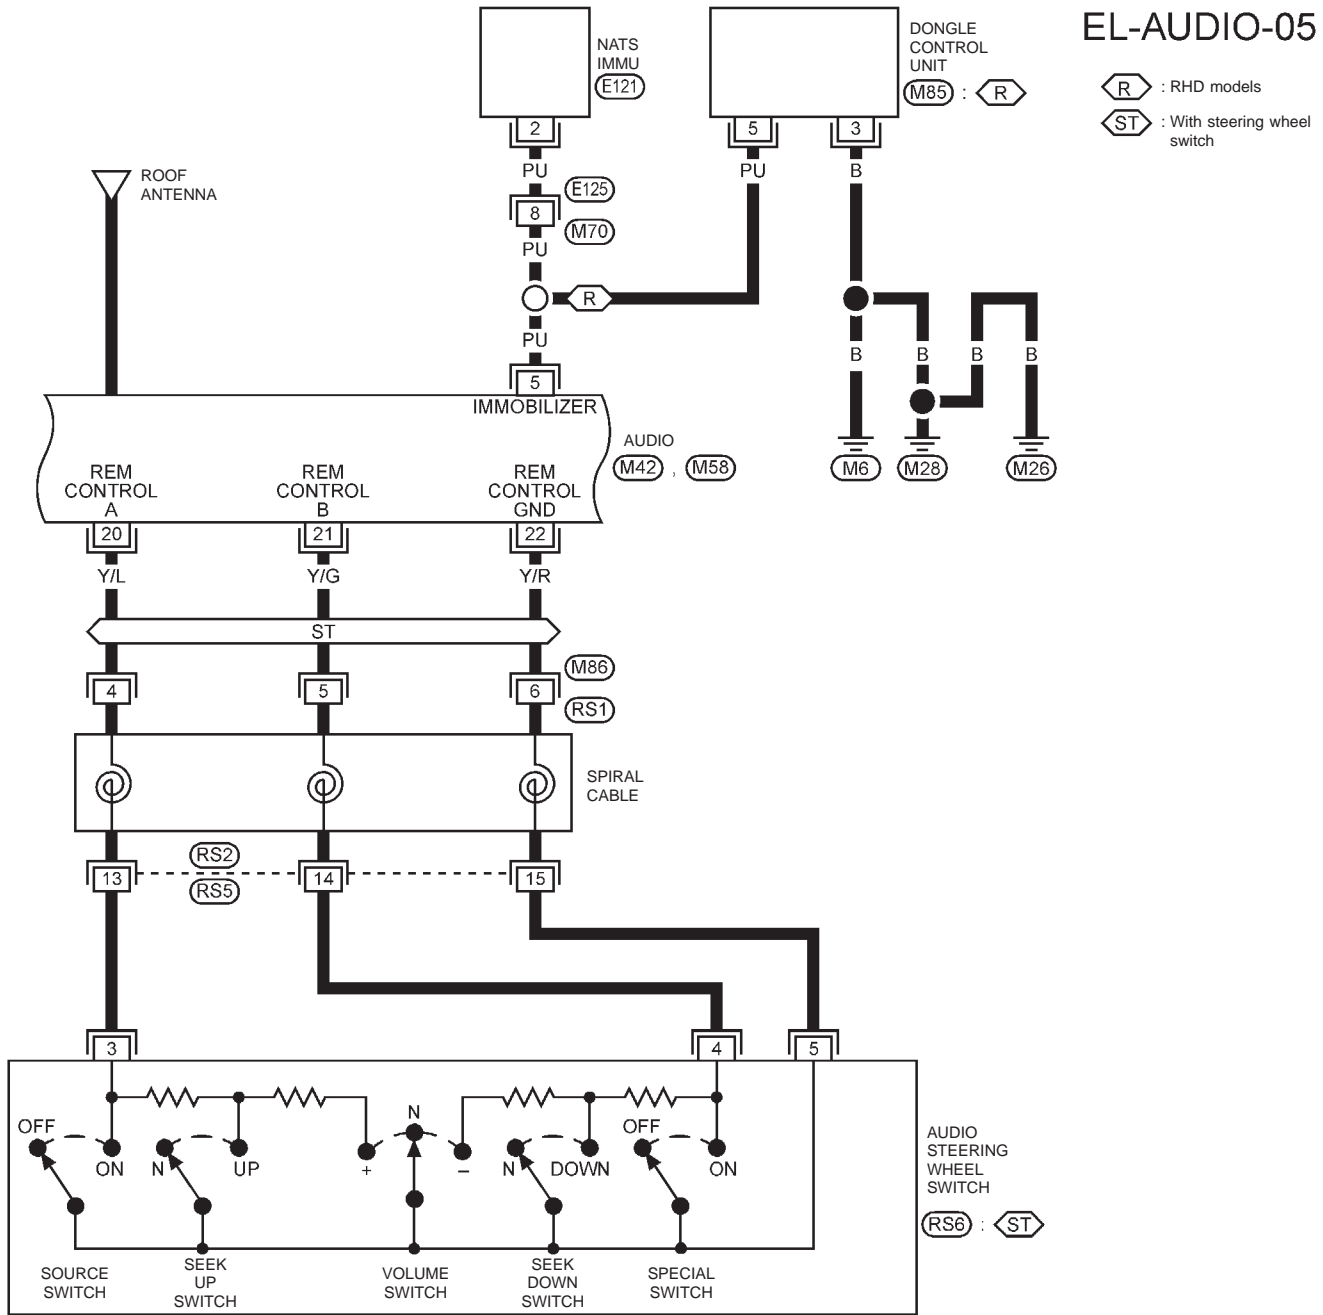 EL-AUDIO-05
NATS
IMMU
E121
DONGLE
CONTROL
UNIT
M85 : R
R : RHD models
ST : With steering wheel
switch
2
5
3
PU
PU
B
ROOF
ANTENNA
E125
8
M70
PU
R
PU
B
B
B
B
5
IMMOBILIZER
AUDIO
M42 , M58
M6
M28
M26
REM
CONTROL
A
REM
CONTROL
B
REM
CONTROL
GND
20
21
22
Y/L
Y/G
Y/R
ST
M86
4
5
6
RS1
SPIRAL
CABLE
RS2
13
14
15
RS5
3
4
5
OFF
ON
N
UP
+
N
–
N
DOWN
OFF
ON
AUDIO
STEERING
WHEEL
SWITCH
RS6 : ST
SOURCE
SWITCH
SEEK
UP
SWITCH
VOLUME
SWITCH
SEEK
DOWN
SWITCH
SPECIAL
SWITCH